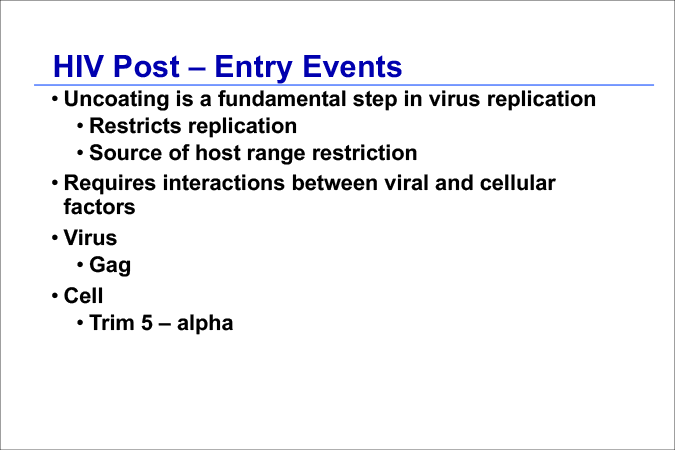 HIV Post – Entry Events
• Uncoating is a fundamental step in virus replication
• Restricts replication
• Source of host range restriction
• Requires interactions between viral and cellular
factors
• Virus
• Gag
• Cell
• Trim 5 – alpha